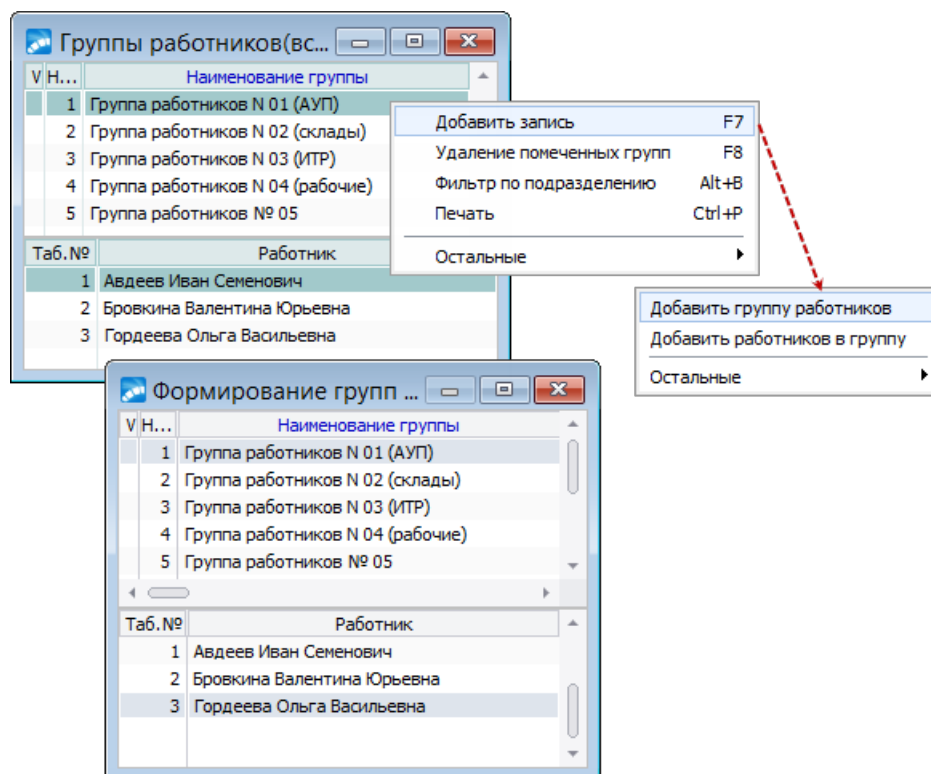 Группы работников(вс...
V Н... Наименование группы
1 Группа работников N 01 (АУП)
2 Группа работников N 02 (склады)
3 Группа работников N 03 (ИТР)
4 Группа работников N 04 (рабочие)
5 Группа работников № 05
Таб.№ Работник
1 Авдеев Иван Семенович
2 Бровкина Валентина Юрьевна
3 Гордеева Ольга Васильевна
Добавить запись F7
Удаление помеченных групп F8
Фильтр по подразделению Alt+B
Печать Ctrl+P
Остальные
Добавить группу работников
Добавить работников в группу
Остальные
Формирование групп ...
V Н... Наименование группы
1 Группа работников N 01 (АУП)
2 Группа работников N 02 (склады)
3 Группа работников N 03 (ИТР)
4 Группа работников N 04 (рабочие)
5 Группа работников № 05
Таб.№ Работник
1 Авдеев Иван Семенович
2 Бровкина Валентина Юрьевна
3 Гордеева Ольга Васильевна